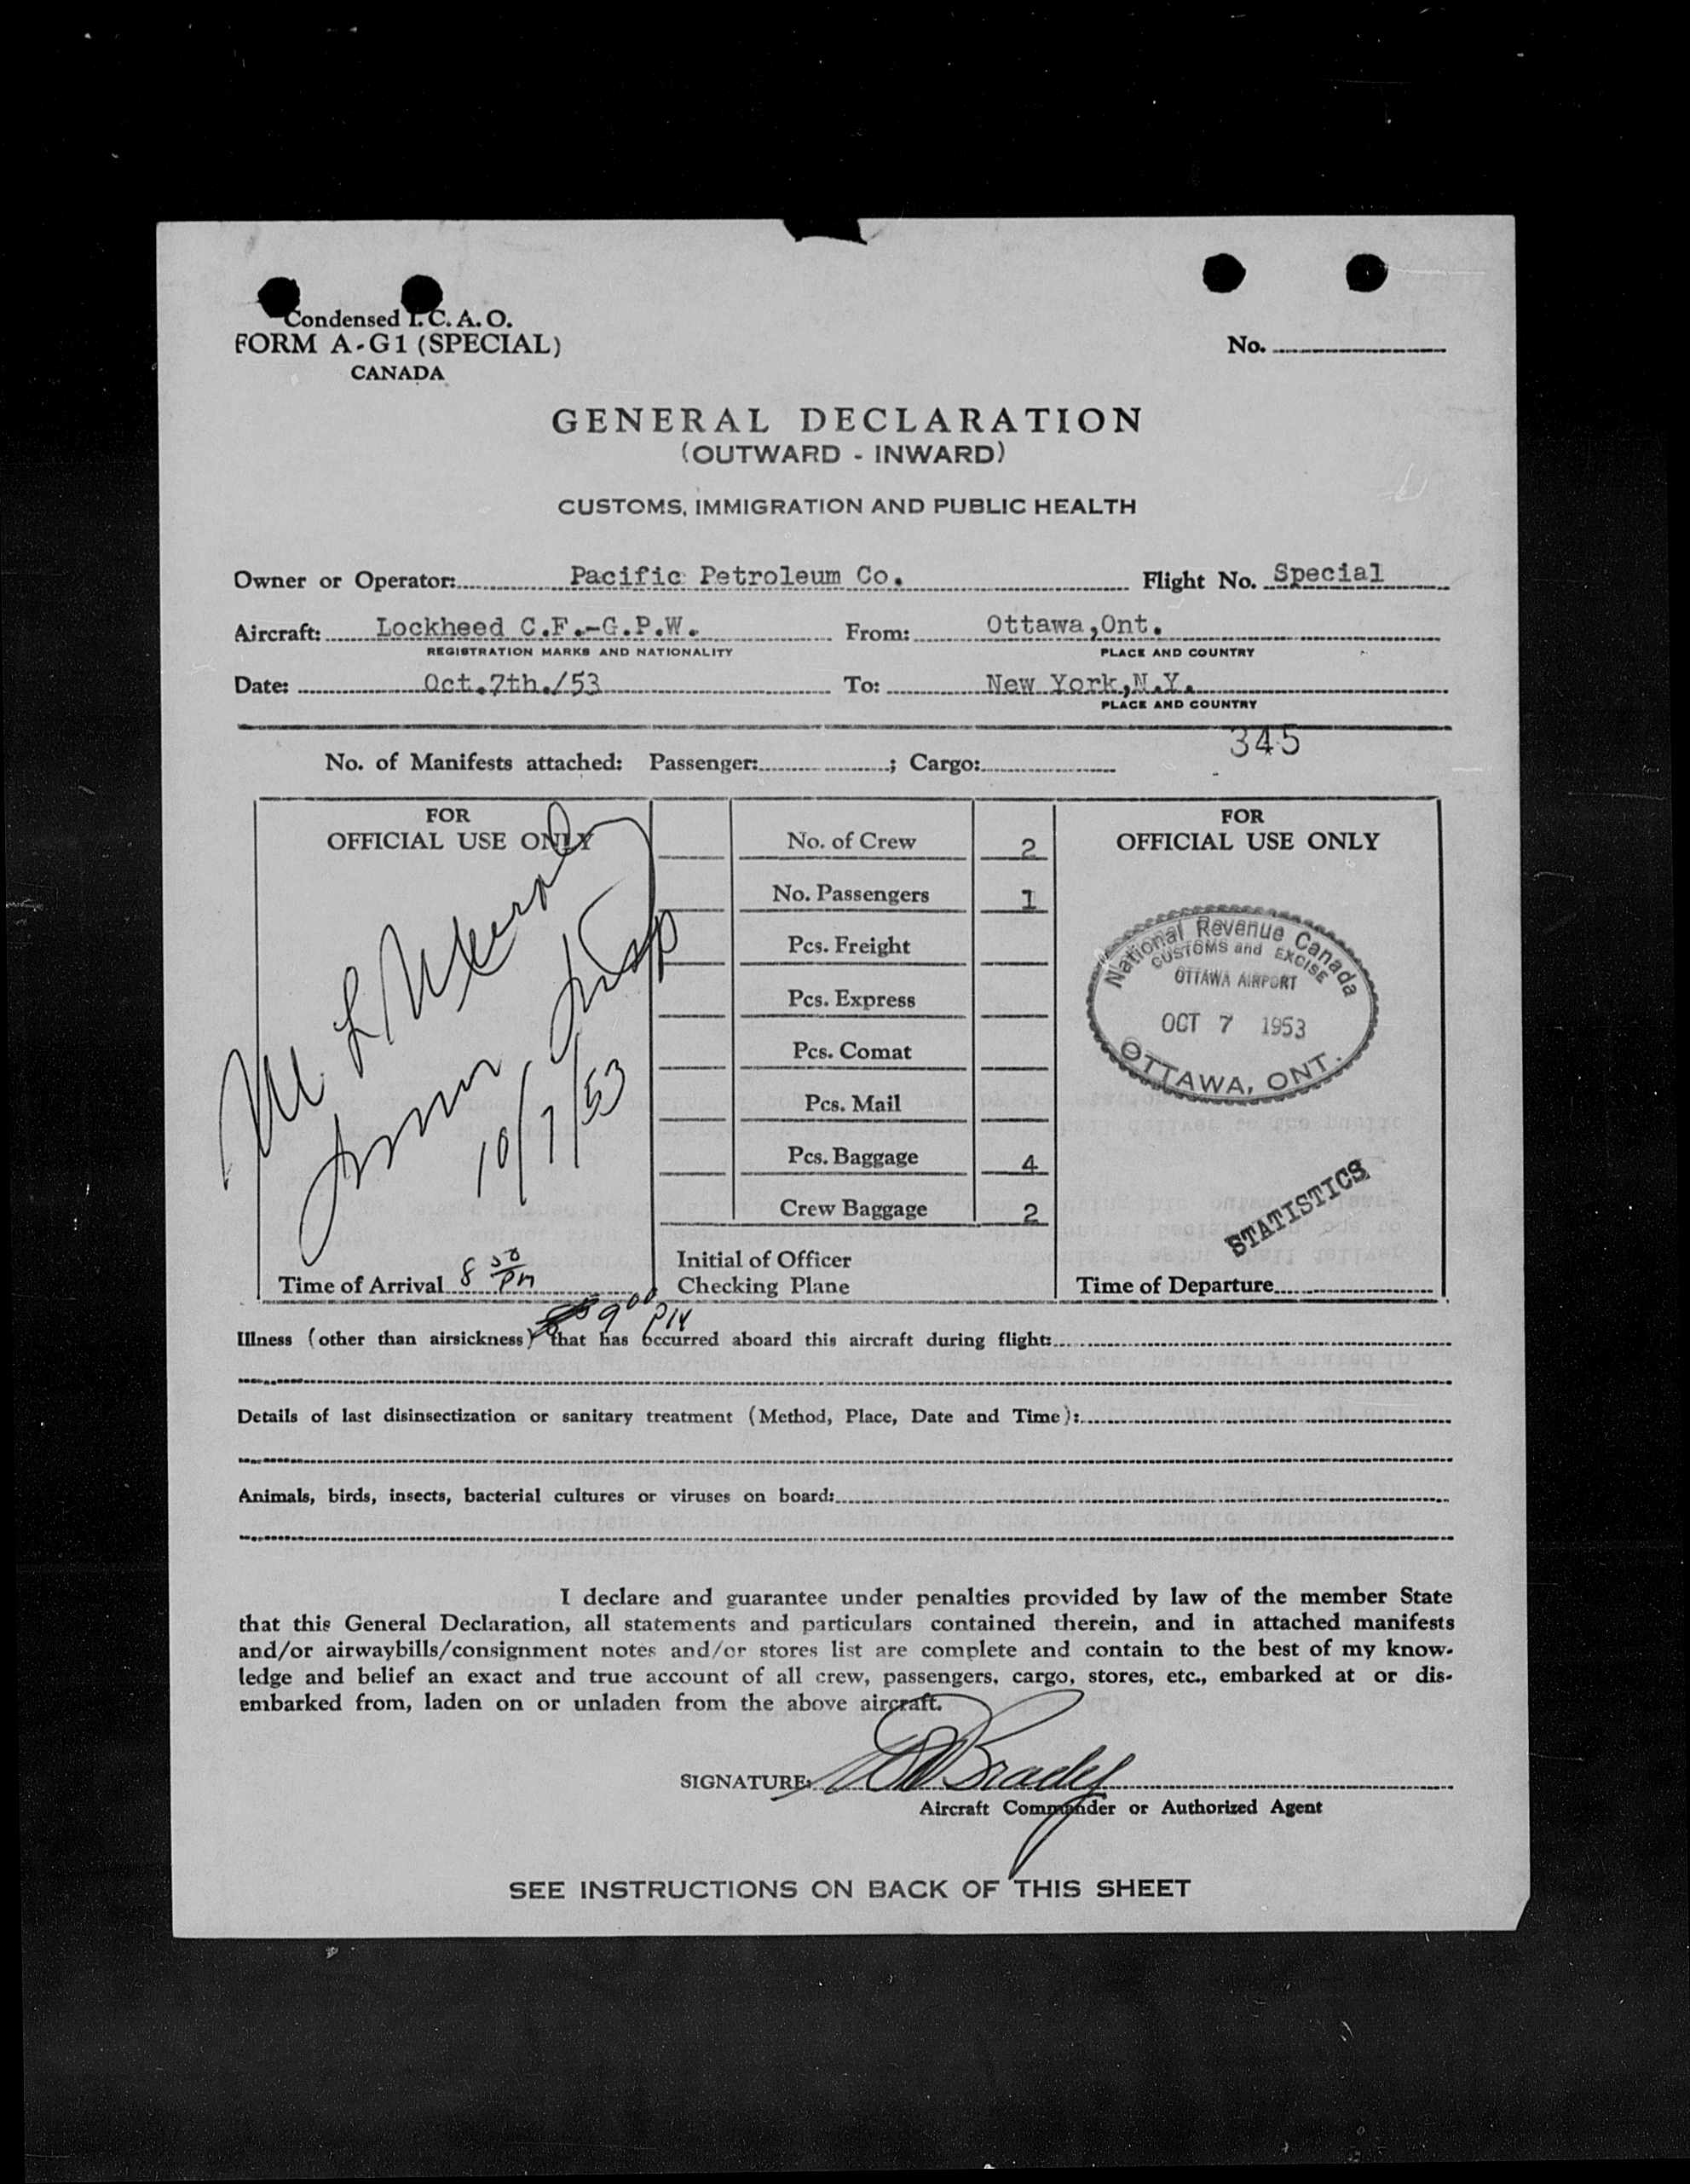 Condensed I. C. A. O.
FORM A-G1 (SPECIAL)
CANADA
No.
GENERAL DECLARATION
(OUTWARD - INWARD)
CUSTOMS, IMMIGRATION AND PUBLIC HEALTH
Owner or Operator: Pacific Petroleum Co. Flight No. Special
Aircraft: Lockheed C.F.-G.P.W. From: Ottawa,Ont.
REGISTRATION MARKS AND NATIONALITY PLACE AND COUNTRY
Date: Oct.7th./53 To: New York,N.Y.
PLACE AND COUNTRY
345
No. of Manifests attached: Passenger: ; Cargo:
FOR
OFFICIAL USE ONLY
10/7/53
Time of Arrival 8 50 PM
9 00 PM
No. of Crew 2
No. Passengers 1
Pcs. Freight
Pcs. Express
Pcs. Comat
Pcs. Mail
Pcs. Baggage 4
Crew Baggage 2
Initial of Officer
Checking Plane
FOR
OFFICIAL USE ONLY
National Revenue Canada
CUSTOMS and EXCISE
OTTAWA AIRPORT
OCT 7 1953
OTTAWA, ONT.
STATISTICS
Time of Departure
Illness (other than airsickness) that has occurred aboard this aircraft during flight:
Details of last disinsectization or sanitary treatment (Method, Place, Date and Time):
Animals, birds, insects, bacterial cultures or viruses on board:
I declare and guarantee under penalties provided by law of the member State
that this General Declaration, all statements and particulars contained therein, and in attached manifests
and/or airwaybills/consignment notes and/or stores list are complete and contain to the best of my know-
ledge and belief an exact and true account of all crew, passengers, cargo, stores, etc., embarked at or dis-
embarked from, laden on or unladen from the above aircraft.
SIGNATURE: Brady
Aircraft Commander or Authorized Agent
SEE INSTRUCTIONS ON BACK OF THIS SHEET